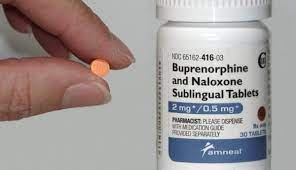 NDC 65162-416-03
Buprenorphine
and Naloxone
Sublingual Tablets
2 mg*/0.5 mg*
PHARMACIST: PLEASE DISPENSE
WITH MEDICATION GUIDE
PROVIDED SEPARATELY
30 TABLETS
amneal